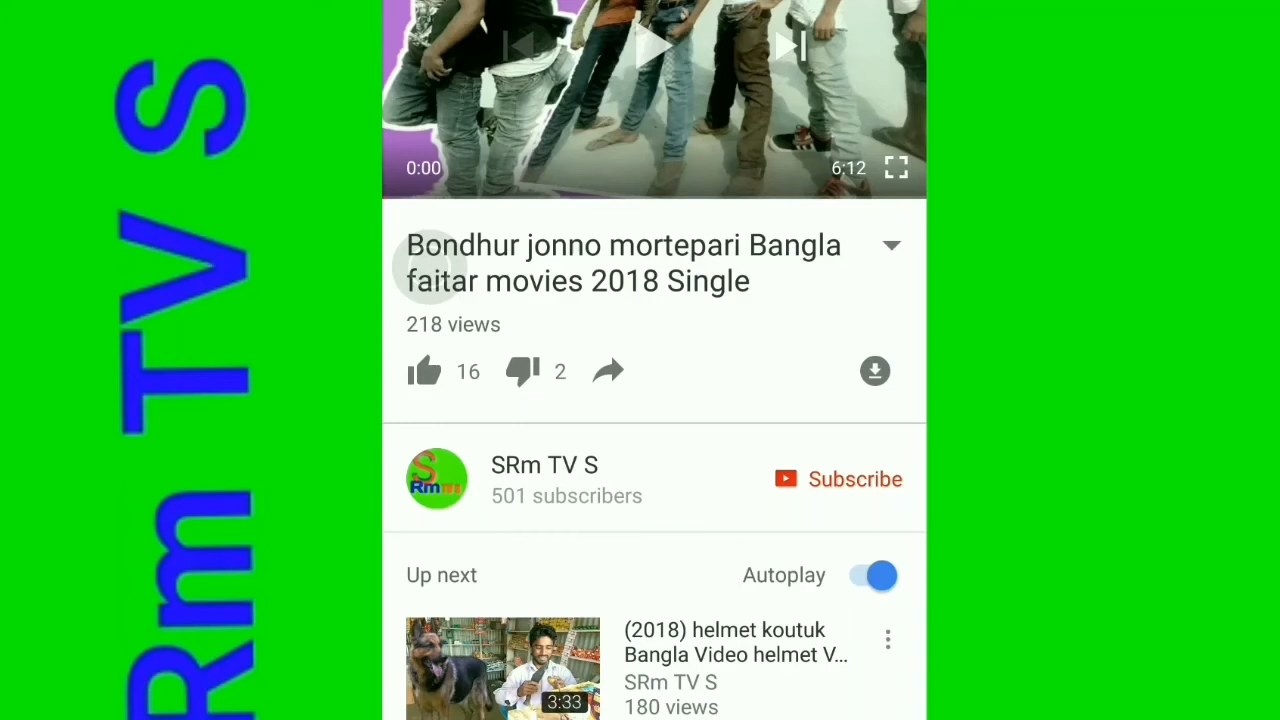 SRm TV S
0:00
6:12
Bondhur jonno mortepari Bangla
faitar movies 2018 Single
218 views
16
2
SRm TV S
501 subscribers
Subscribe
Up next
Autoplay
(2018) helmet koutuk
Bangla Video helmet V...
SRm TV S
180 views
3:33
Rm TV S